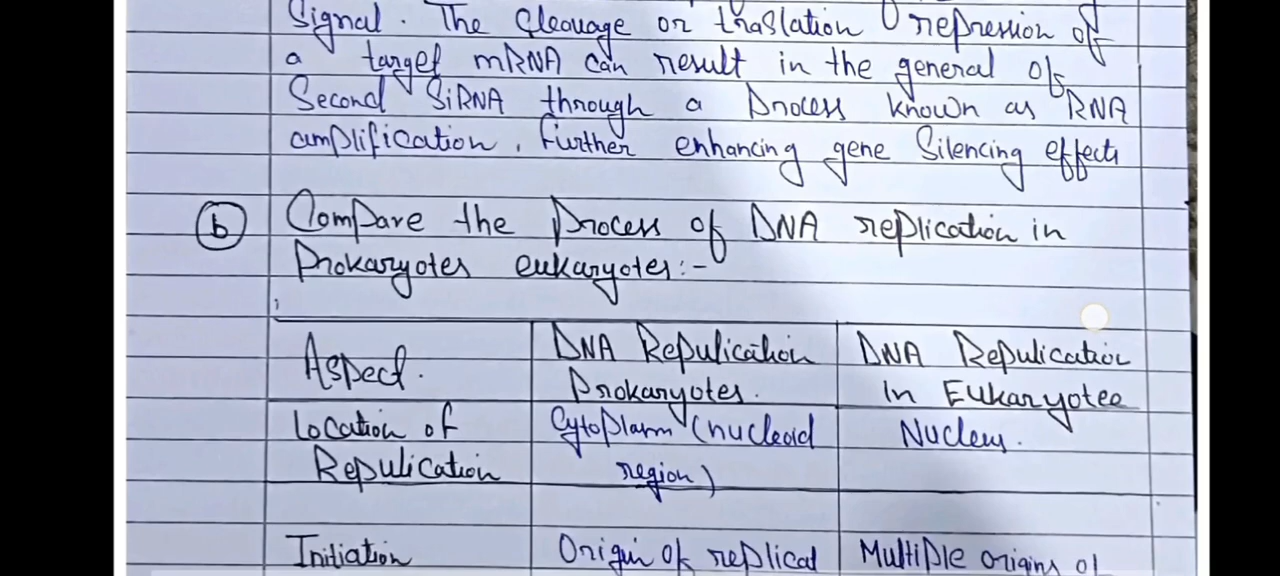 Signal. The Cleavage or traslation repression of
a target mRNA can result in the general of
Second SiRNA through a Process known as RNA
amplification. Further enhancing gene Silencing effects
b Compare the Process of DNA replication in
Prokaryotes eukaryotes:-
Aspect.
DNA Repulication Prokaryotes.
DNA Repulication In Eukaryotee
Location of Repulication
Cytoplasm (nucleoid region)
Nucleus.
Initiation
Origin of replical
Multiple origins of